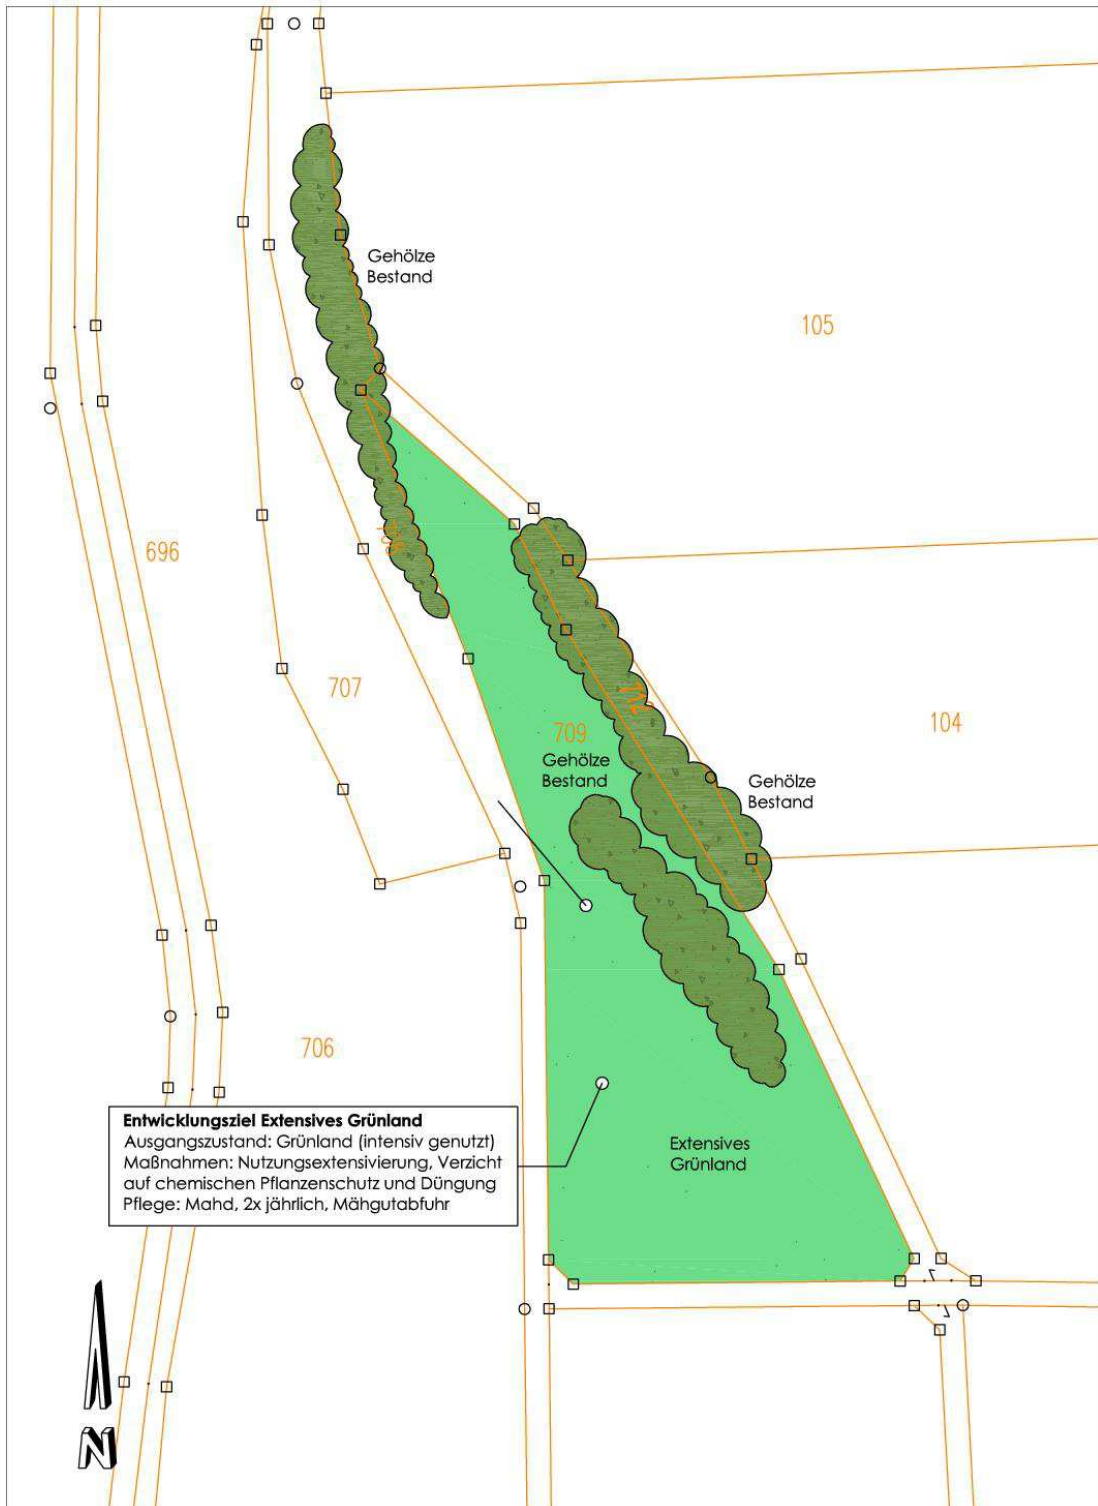 Gehölze
Bestand
105
696
707
709
112
104
Gehölze
Bestand
Gehölze
Bestand
706
Entwicklungsziel Extensives Grünland
Ausgangszustand: Grünland (intensiv genutzt)
Maßnahmen: Nutzungsextensivierung, Verzicht
auf chemischen Pflanzenschutz und Düngung
Pflege: Mahd, 2x jährlich, Mähgutabfuhr
Extensives
Grünland
N